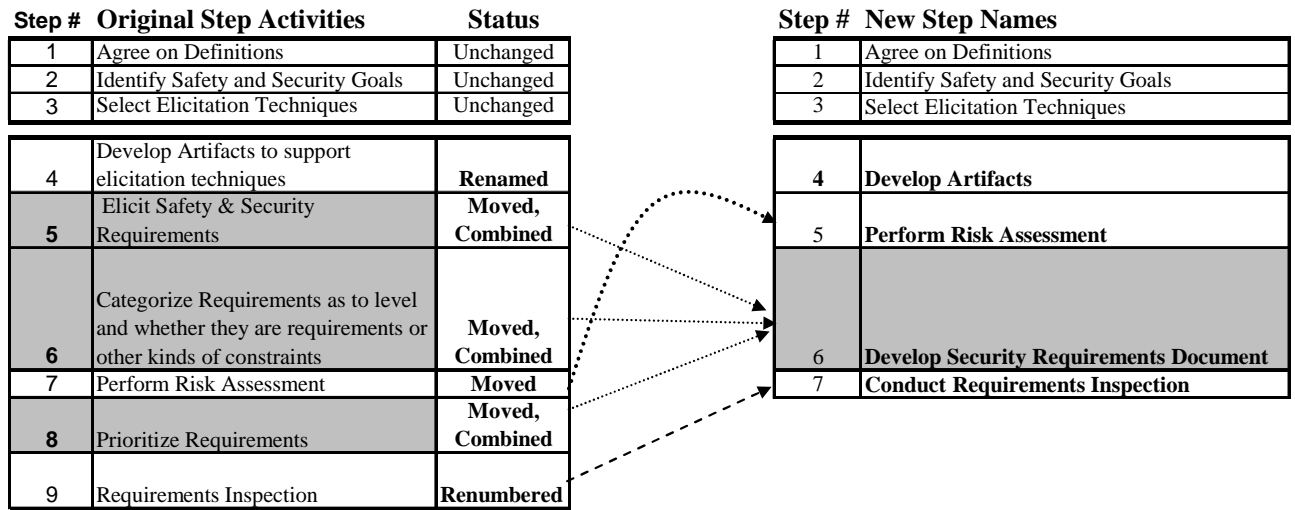 Step # Original Step Activities Status
1 Agree on Definitions Unchanged
2 Identify Safety and Security Goals Unchanged
3 Select Elicitation Techniques Unchanged
Develop Artifacts to support
4 elicitation techniques Renamed
Elicit Safety & Security Moved,
5 Requirements Combined
Categorize Requirements as to level
and whether they are requirements or Moved,
6 other kinds of constraints Combined
7 Perform Risk Assessment Moved
Moved,
8 Prioritize Requirements Combined
9 Requirements Inspection Renumbered
Step # New Step Names
1 Agree on Definitions
2 Identify Safety and Security Goals
3 Select Elicitation Techniques
4 Develop Artifacts
5 Perform Risk Assessment
6 Develop Security Requirements Document
7 Conduct Requirements Inspection